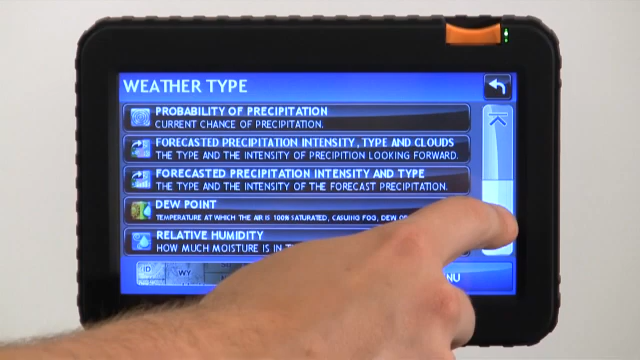 WEATHER TYPE
PROBABILITY OF PRECIPITATION
CURRENT CHANCE OF PRECIPITATION.
FORECASTED PRECIPITATION INTENSITY, TYPE AND CLOUDS
THE TYPE AND THE INTENSITY OF PRECIPITION LOOKING FORWARD.
FORECASTED PRECIPITATION INTENSITY AND TYPE
THE TYPE AND THE INTENSITY OF THE FORECAST PRECIPITATION.
DEW POINT
TEMPERATURE AT WHICH THE AIR IS 100% SATURATED, CASUING FOG, DEW
RELATIVE HUMIDITY
HOW MUCH MOISTURE IS IN
ID WY